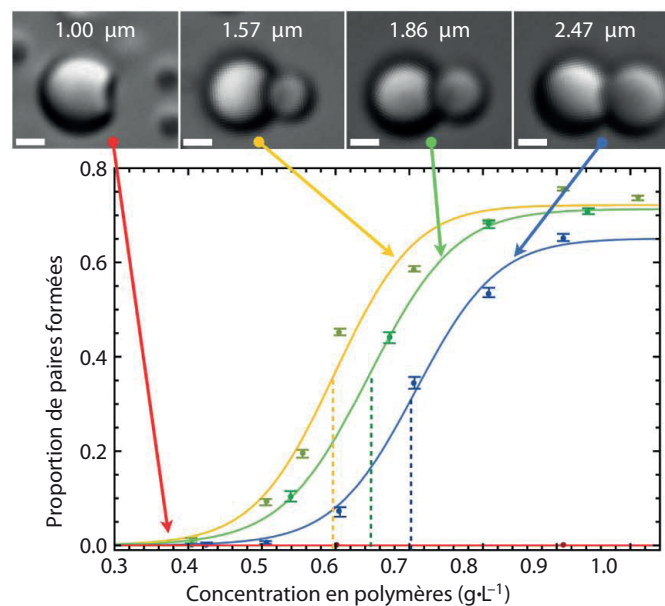 1.00 μm
1.57 μm
1.86 μm
2.47 μm
0.8
0.6
0.4
0.2
0.0
Proportion de paires formées
0.3 0.4 0.5 0.6 0.7 0.8 0.9 1.0
Concentration en polymères (g•L⁻¹)